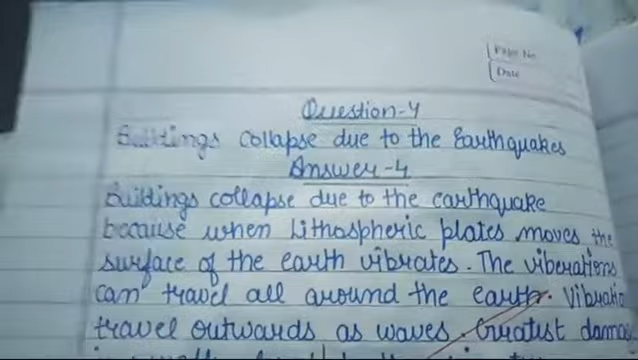 Page No
Date
Question-4
Buildings collapse due to the Earthquakes
Answer-4
Buildings collapse due to the earthquake
because when Lithospheric plates moves the
surface of the earth vibrates. The viberations
can travel all around the earth. Vibratio
travel outwards as waves. Greatest damag